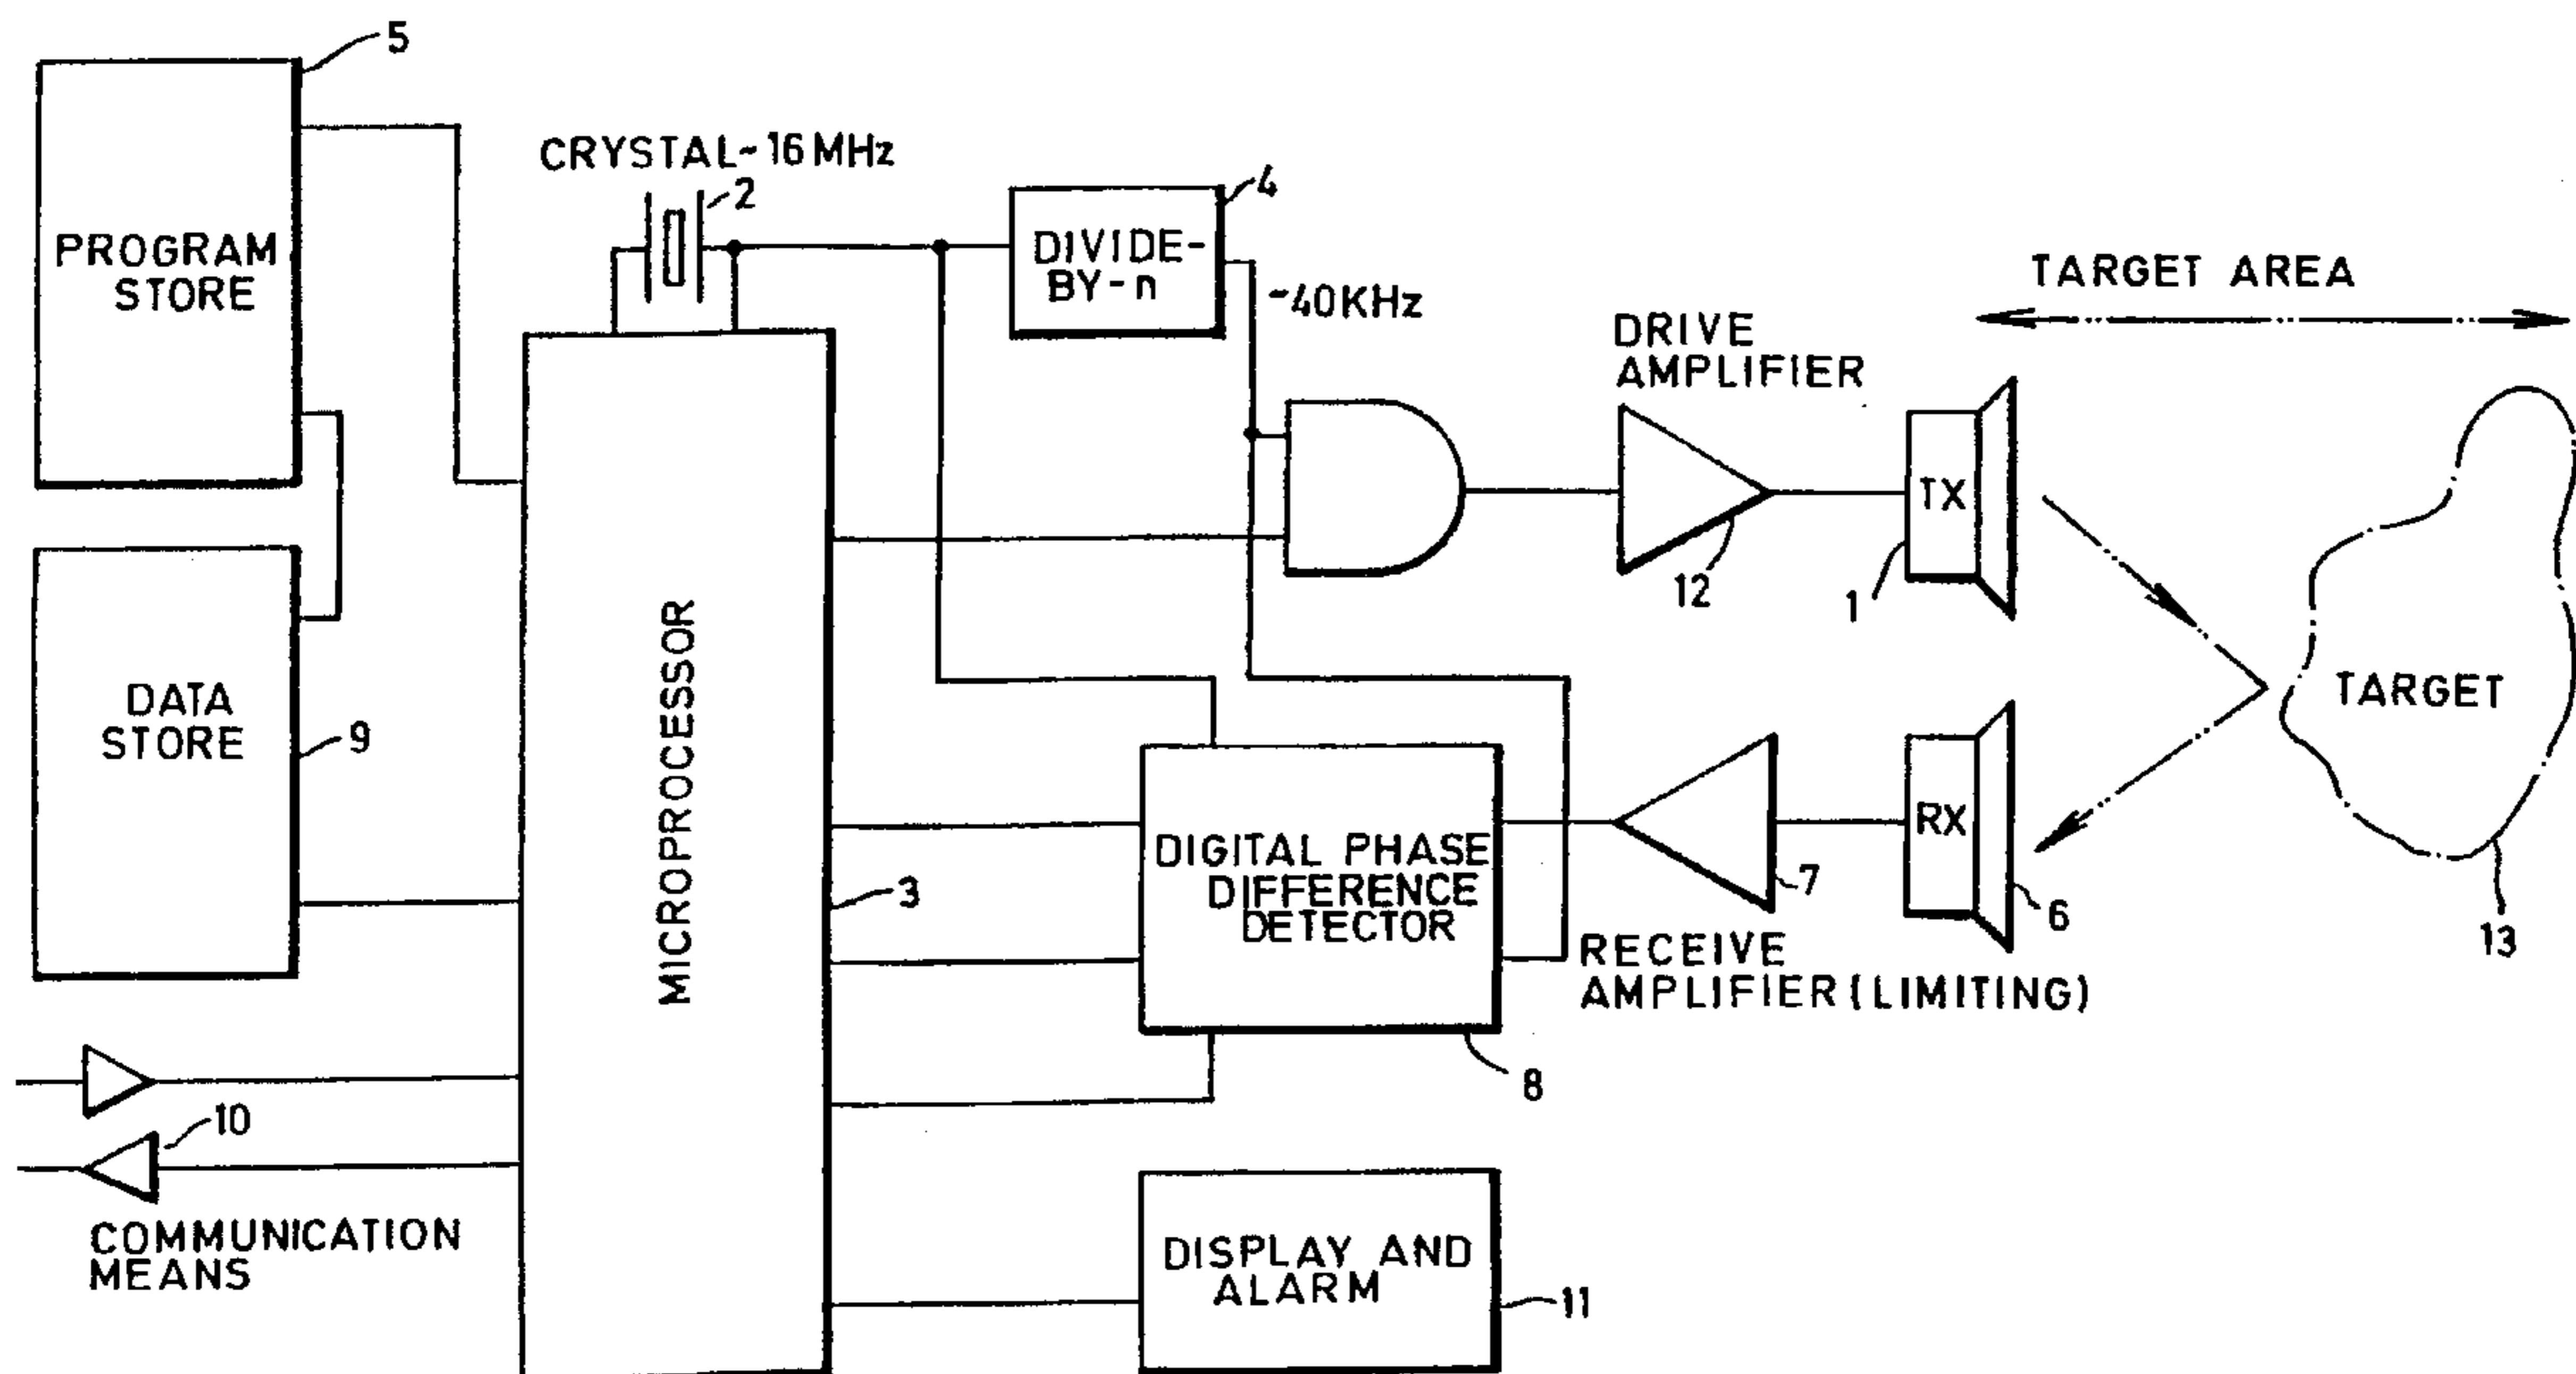 5
PROGRAM
STORE
CRYSTAL~16MHz
2
4
DIVIDE-
BY-n
~40KHz
TARGET AREA
DRIVE
AMPLIFIER
TX
12
1
DATA
STORE
9
MICROPROCESSOR
3
DIGITAL PHASE
DIFFERENCE
DETECTOR
8
RX
7
6
TARGET
13
RECEIVE
AMPLIFIER (LIMITING)
10
COMMUNICATION
MEANS
DISPLAY AND
ALARM
11